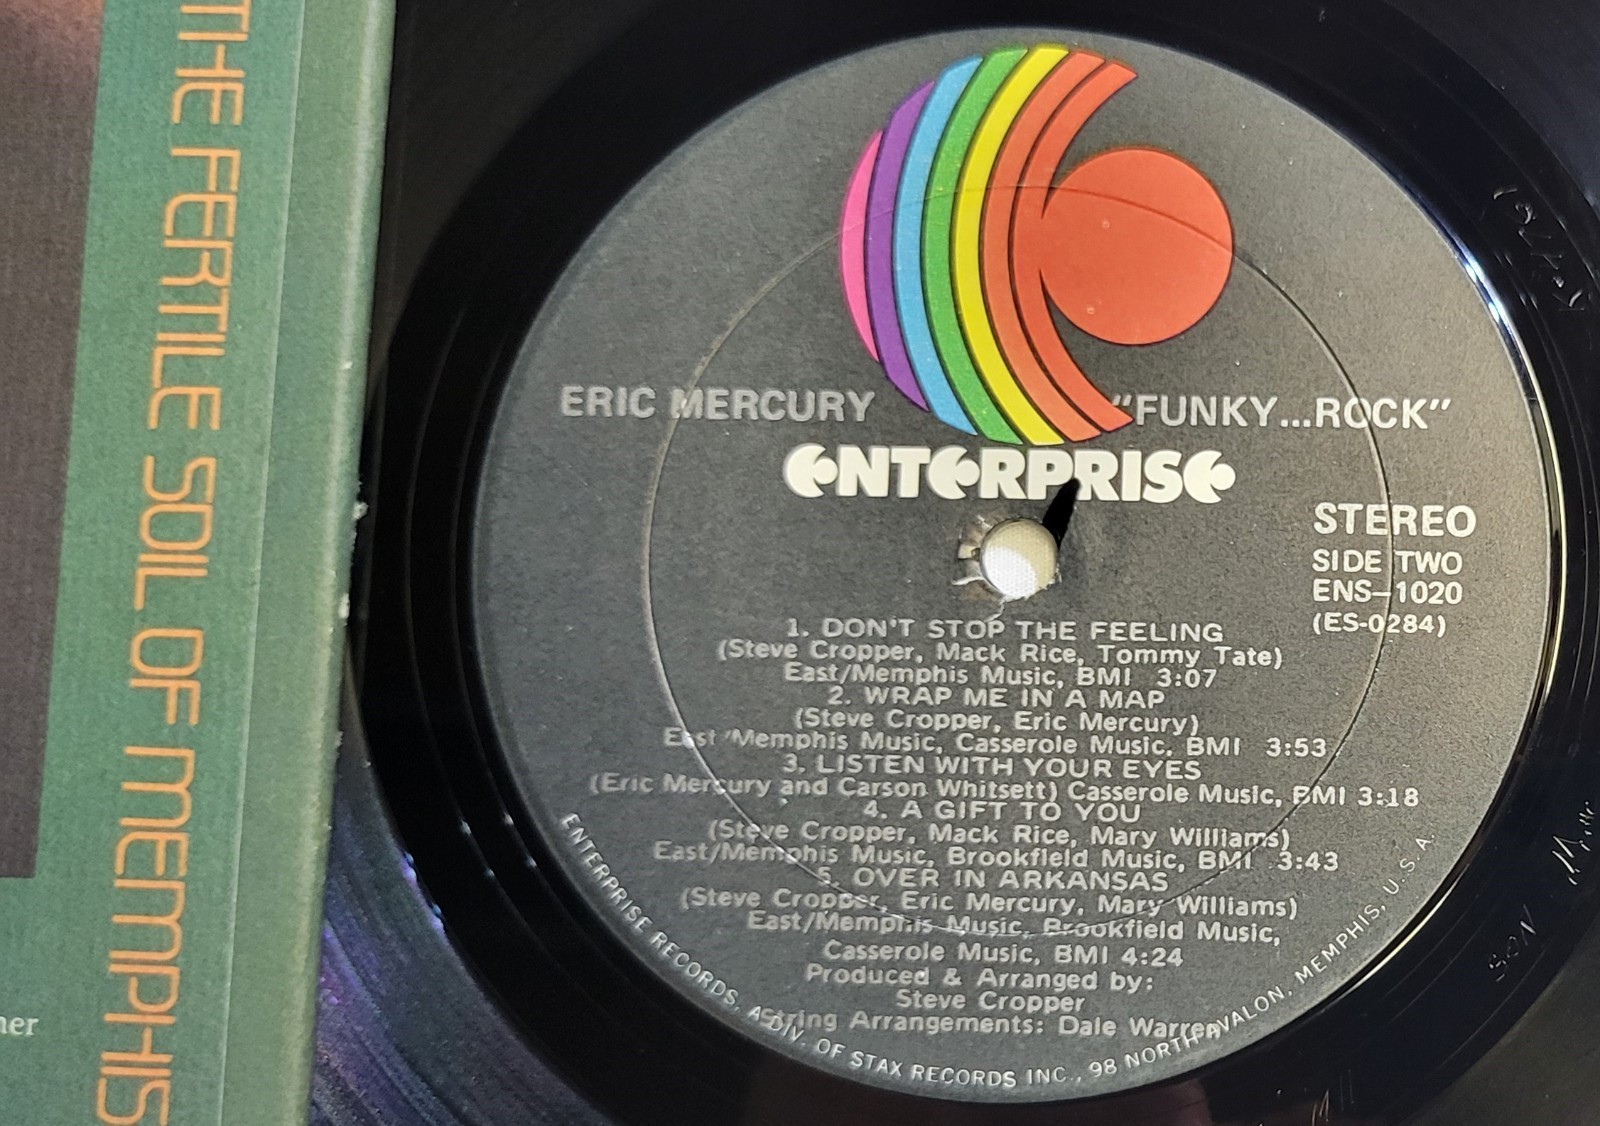 THE FERTILE SOIL OF MEMPHIS
ERIC MERCURY
"FUNKY...ROCK"
ENTERPRISE
STEREO
SIDE TWO
ENS-1020
(ES-0284)
1. DON'T STOP THE FEELING
(Steve Cropper, Mack Rice, Tommy Tate)
East/Memphis Music, BMI 3:07
2. WRAP ME IN A MAP
(Steve Cropper, Eric Mercury)
East/Memphis Music, Casserole Music. BMI 3:53
3. LISTEN WITH YOUR EYES
(Eric Mercury and Carson Whitsett) Casserole Music, BMI 3:18
4. A GIFT TO YOU
(Steve Cropper, Mack Rice, Mary Williams)
East/Memphis Music, Brookfield Music, BMI 3:43
5. OVER IN ARKANSAS
(Steve Cropper, Eric Mercury, Mary Williams)
East/Memphis Music, Brookfield Music,
Casserole Music, BMI 4:24
Produced & Arranged by:
Steve Cropper
String Arrangements: Dale Warren
ENTERPRISE RECORDS, A DIV. OF STAX RECORDS INC., 98 NORTH AVALON, MEMPHIS, U.S.A.